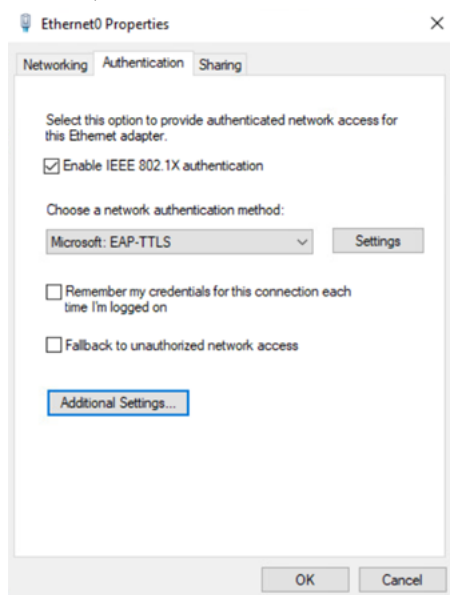 Ethernet0 Properties
Networking Authentication Sharing
Select this option to provide authenticated network access for
this Ethernet adapter.
Enable IEEE 802.1X authentication
Choose a network authentication method:
Microsoft: EAP-TTLS Settings
Remember my credentials for this connection each
time I'm logged on
Fallback to unauthorized network access
Additional Settings...
OK Cancel